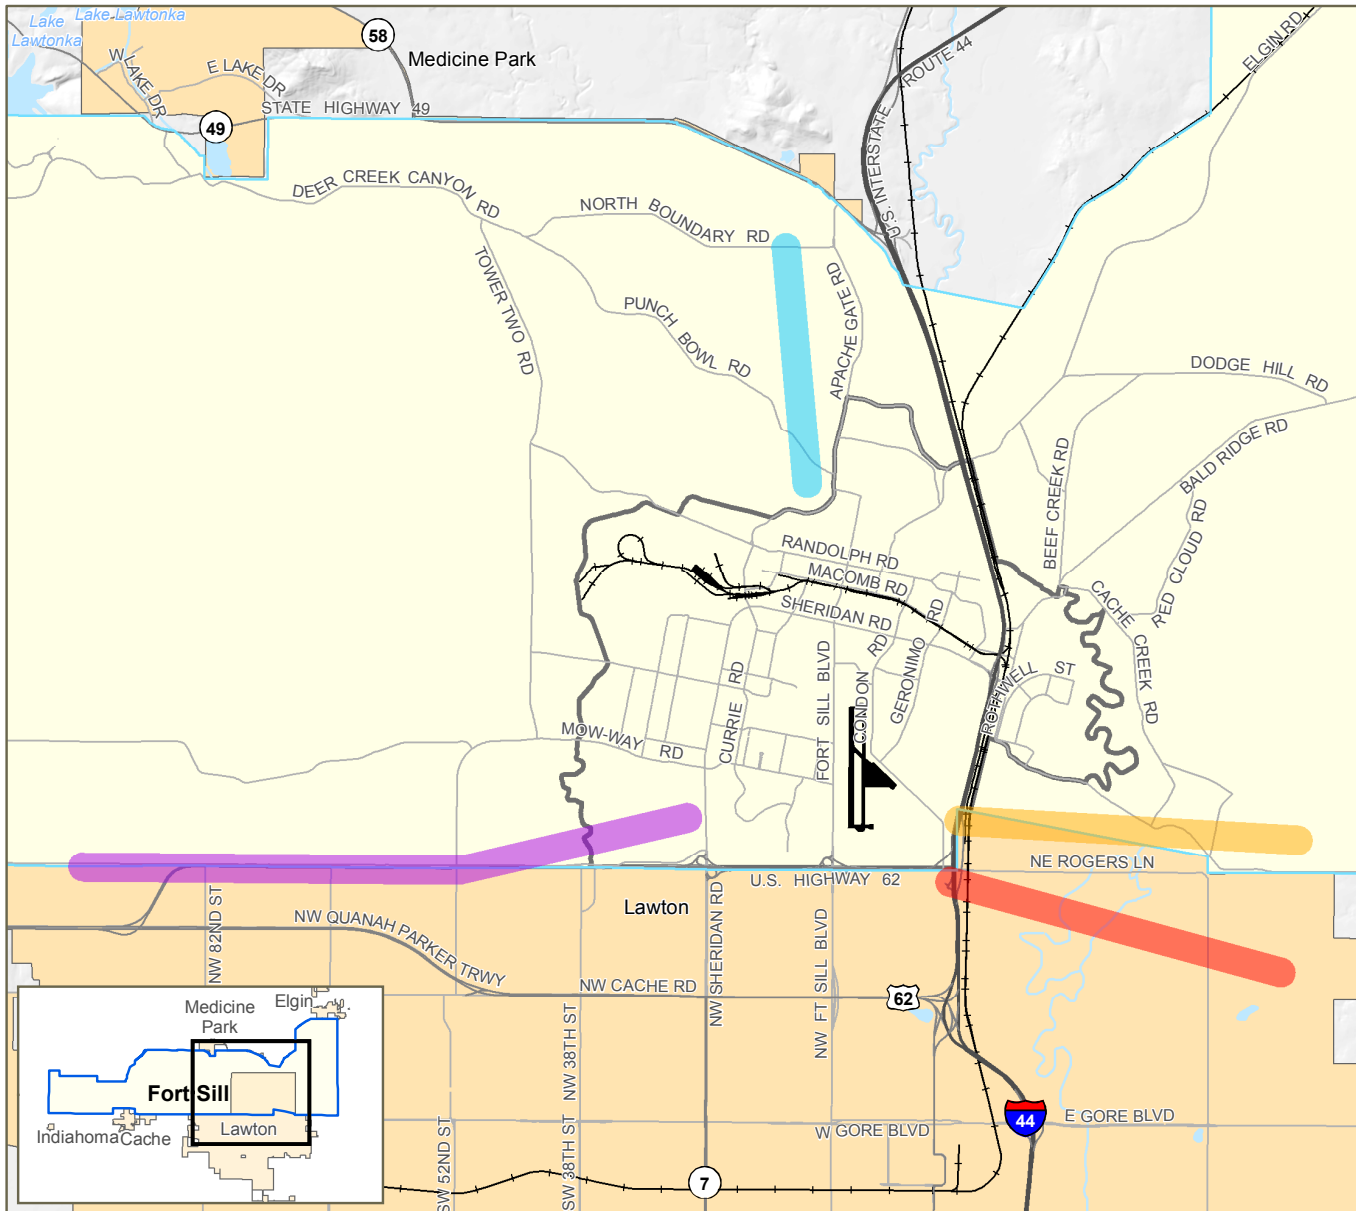 Lake
Lawtonka
Lake Lawtonka
58
Medicine Park
W LAKE DR
E LAKE DR
STATE HIGHWAY 49
49
U.S. INTERSTATE ROUTE 44
ELGIN RD
DEER CREEK CANYON RD
NORTH BOUNDARY RD
TOWER TWO RD
PUNCH BOWL RD
APACHE GATE RD
DODGE HILL RD
BALD RIDGE RD
BEEF CREEK RD
RED CLOUD RD
CACHE CREEK RD
RANDOLPH RD
MACOMB RD
SHERIDAN RD
ROTHWELL ST
MOW-WAY RD
CURRIE RD
FORT SILL BLVD
CONDON RD
GERONIMO RD
NE ROGERS LN
U.S. HIGHWAY 62
Lawton
NW 82ND ST
NW QUANAH PARKER TRWY
NW SHERIDAN RD
NW FT SILL BLVD
NW CACHE RD
62
NW 38TH ST
SW 38TH ST
SW 52ND ST
W GORE BLVD
E GORE BLVD
44
7
Medicine
Park
Elgin
Fort Sill
Indiahoma
Cache
Lawton